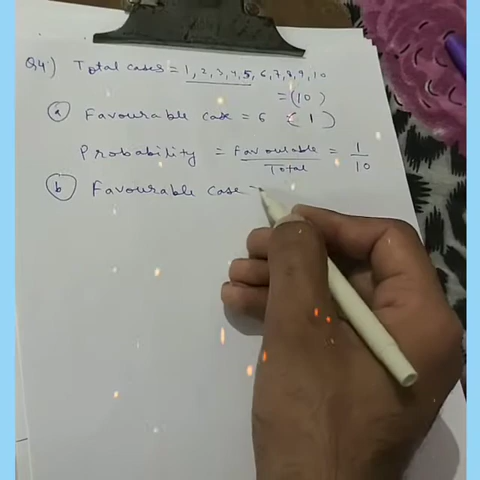 Q4:) Total cases = 1, 2, 3, 4, 5, 6, 7, 8, 9, 10
= (10)
(a) Favourable case = 6 (1)
Probability = Favourable / Total = 1/10
(b) Favourable case =